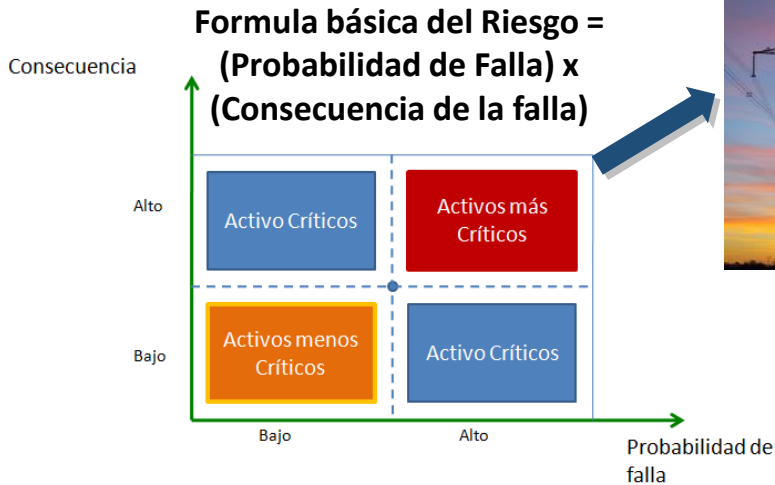 Formula básica del Riesgo =
(Probabilidad de Falla) x
(Consecuencia de la falla)
Consecuencia
Alto
Activo Críticos
Activos más
Críticos
Bajo
Activos menos
Críticos
Activo Críticos
Bajo
Alto
Probabilidad de
falla